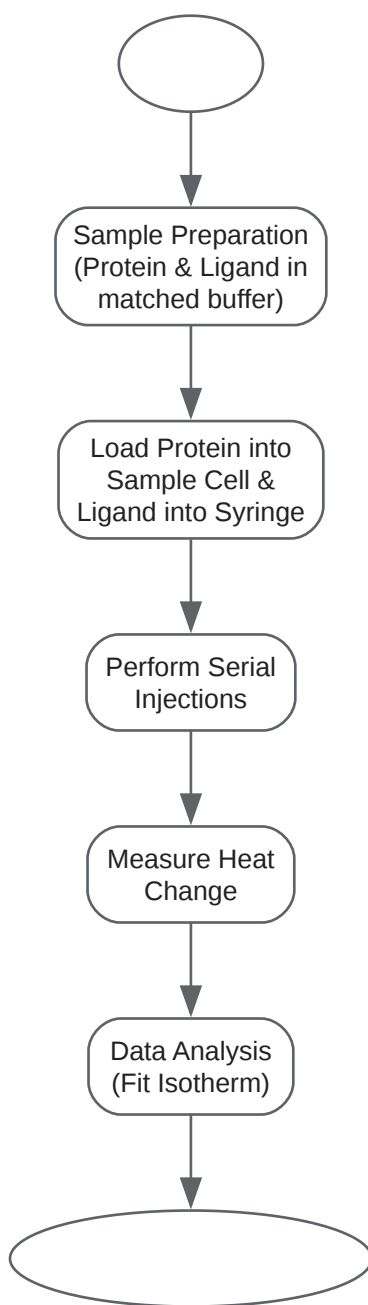 Sample Preparation
(Protein & Ligand in
matched buffer)
Load Protein into
Sample Cell &
Ligand into Syringe
Perform Serial
Injections
Measure Heat
Change
Data Analysis
(Fit Isotherm)